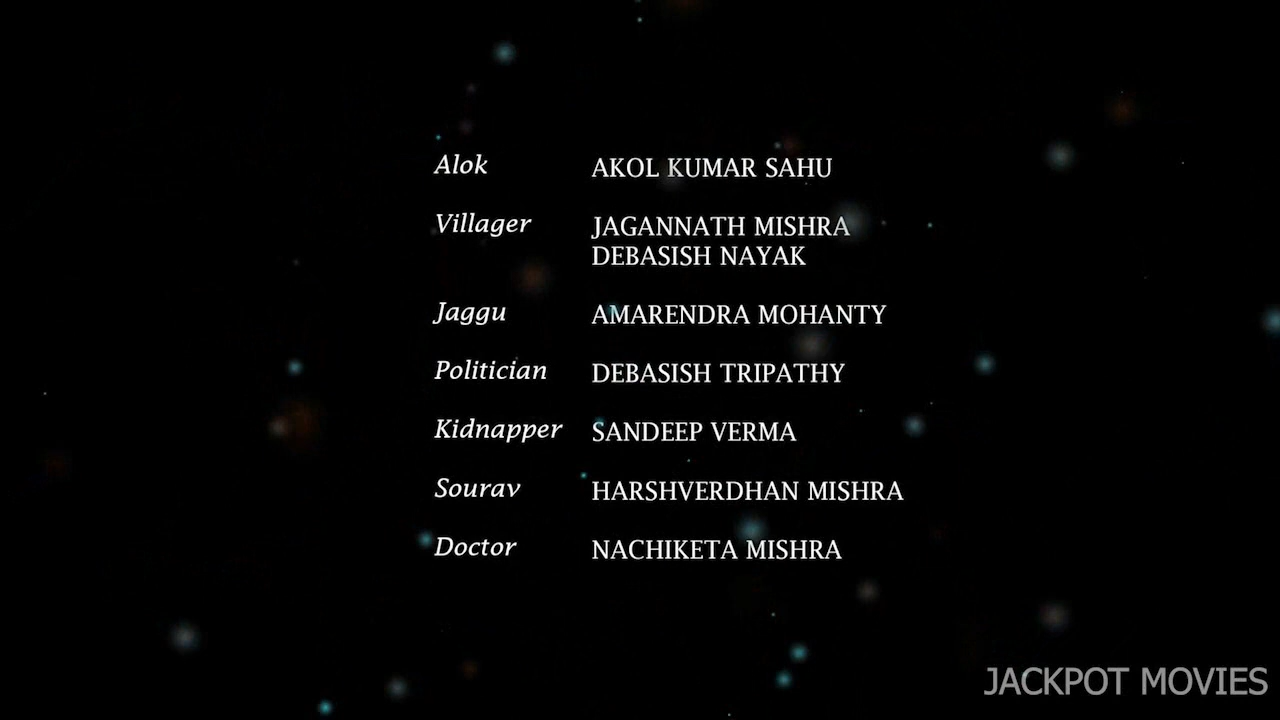 Alok AKOL KUMAR SAHU
Villager JAGANNATH MISHRA
DEBASISH NAYAK
Jaggu AMARENDRA MOHANTY
Politician DEBASISH TRIPATHY
Kidnapper SANDEEP VERMA
Sourav HARSHVERDHAN MISHRA
Doctor NACHIKETA MISHRA
JACKPOT MOVIES